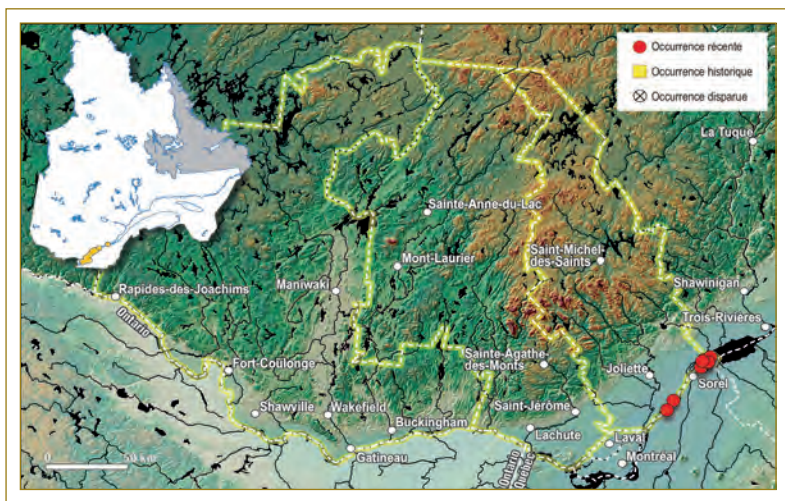 Occurrence récente
Occurrence historique
Occurrence disparue
La Tuque
Sainte-Anne-du-Lac
Saint-Michel-
des-Saints
Mont-Laurier
Maniwaki
Shawinigan
Rapides-des-Joachims
Trois-Rivières
Ontario
Fort-Coulonge
Sainte-Agathe-
des-Monts
Joliette
Sorel
Shawville
Wakefield
Saint-Jérôme
Buckingham
Lachute
Laval
Gatineau
Montréal
Ontario
Québec
0
50 km